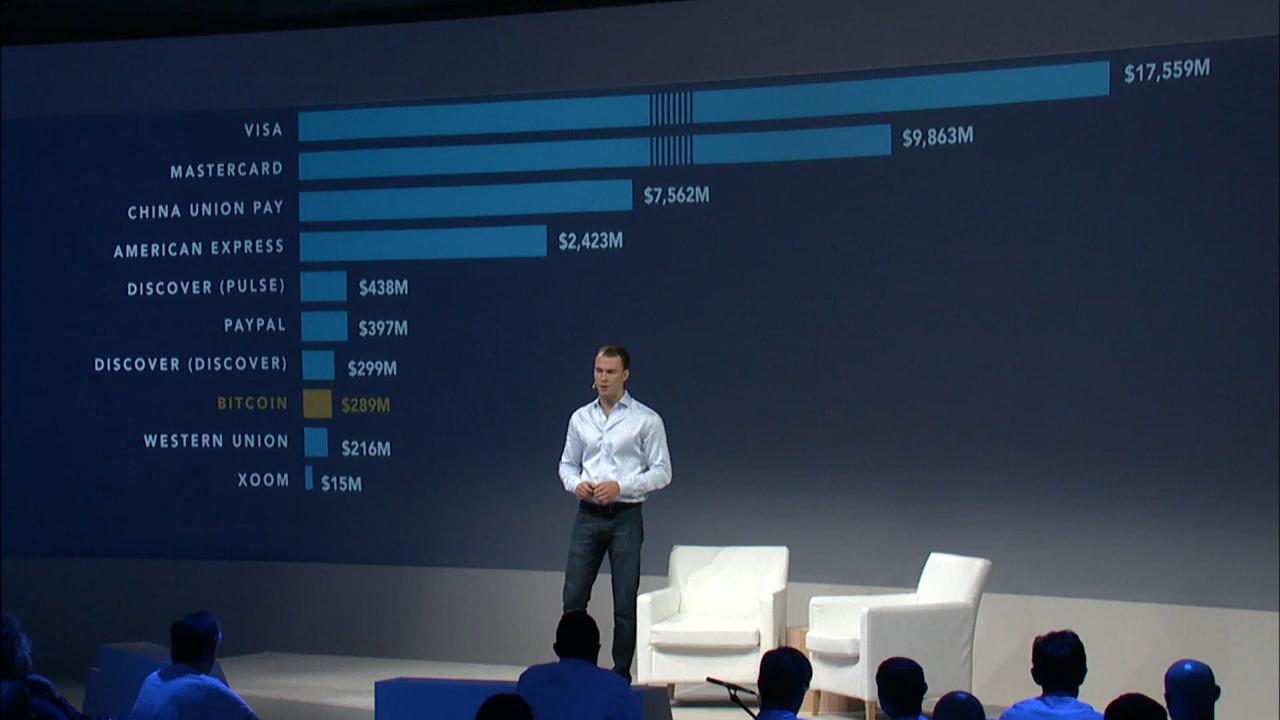 VISA $17,559M
MASTERCARD $9,863M
CHINA UNION PAY $7,562M
AMERICAN EXPRESS $2,423M
DISCOVER (PULSE) $438M
PAYPAL $397M
DISCOVER (DISCOVER) $299M
BITCOIN $289M
WESTERN UNION $216M
XOOM $15M